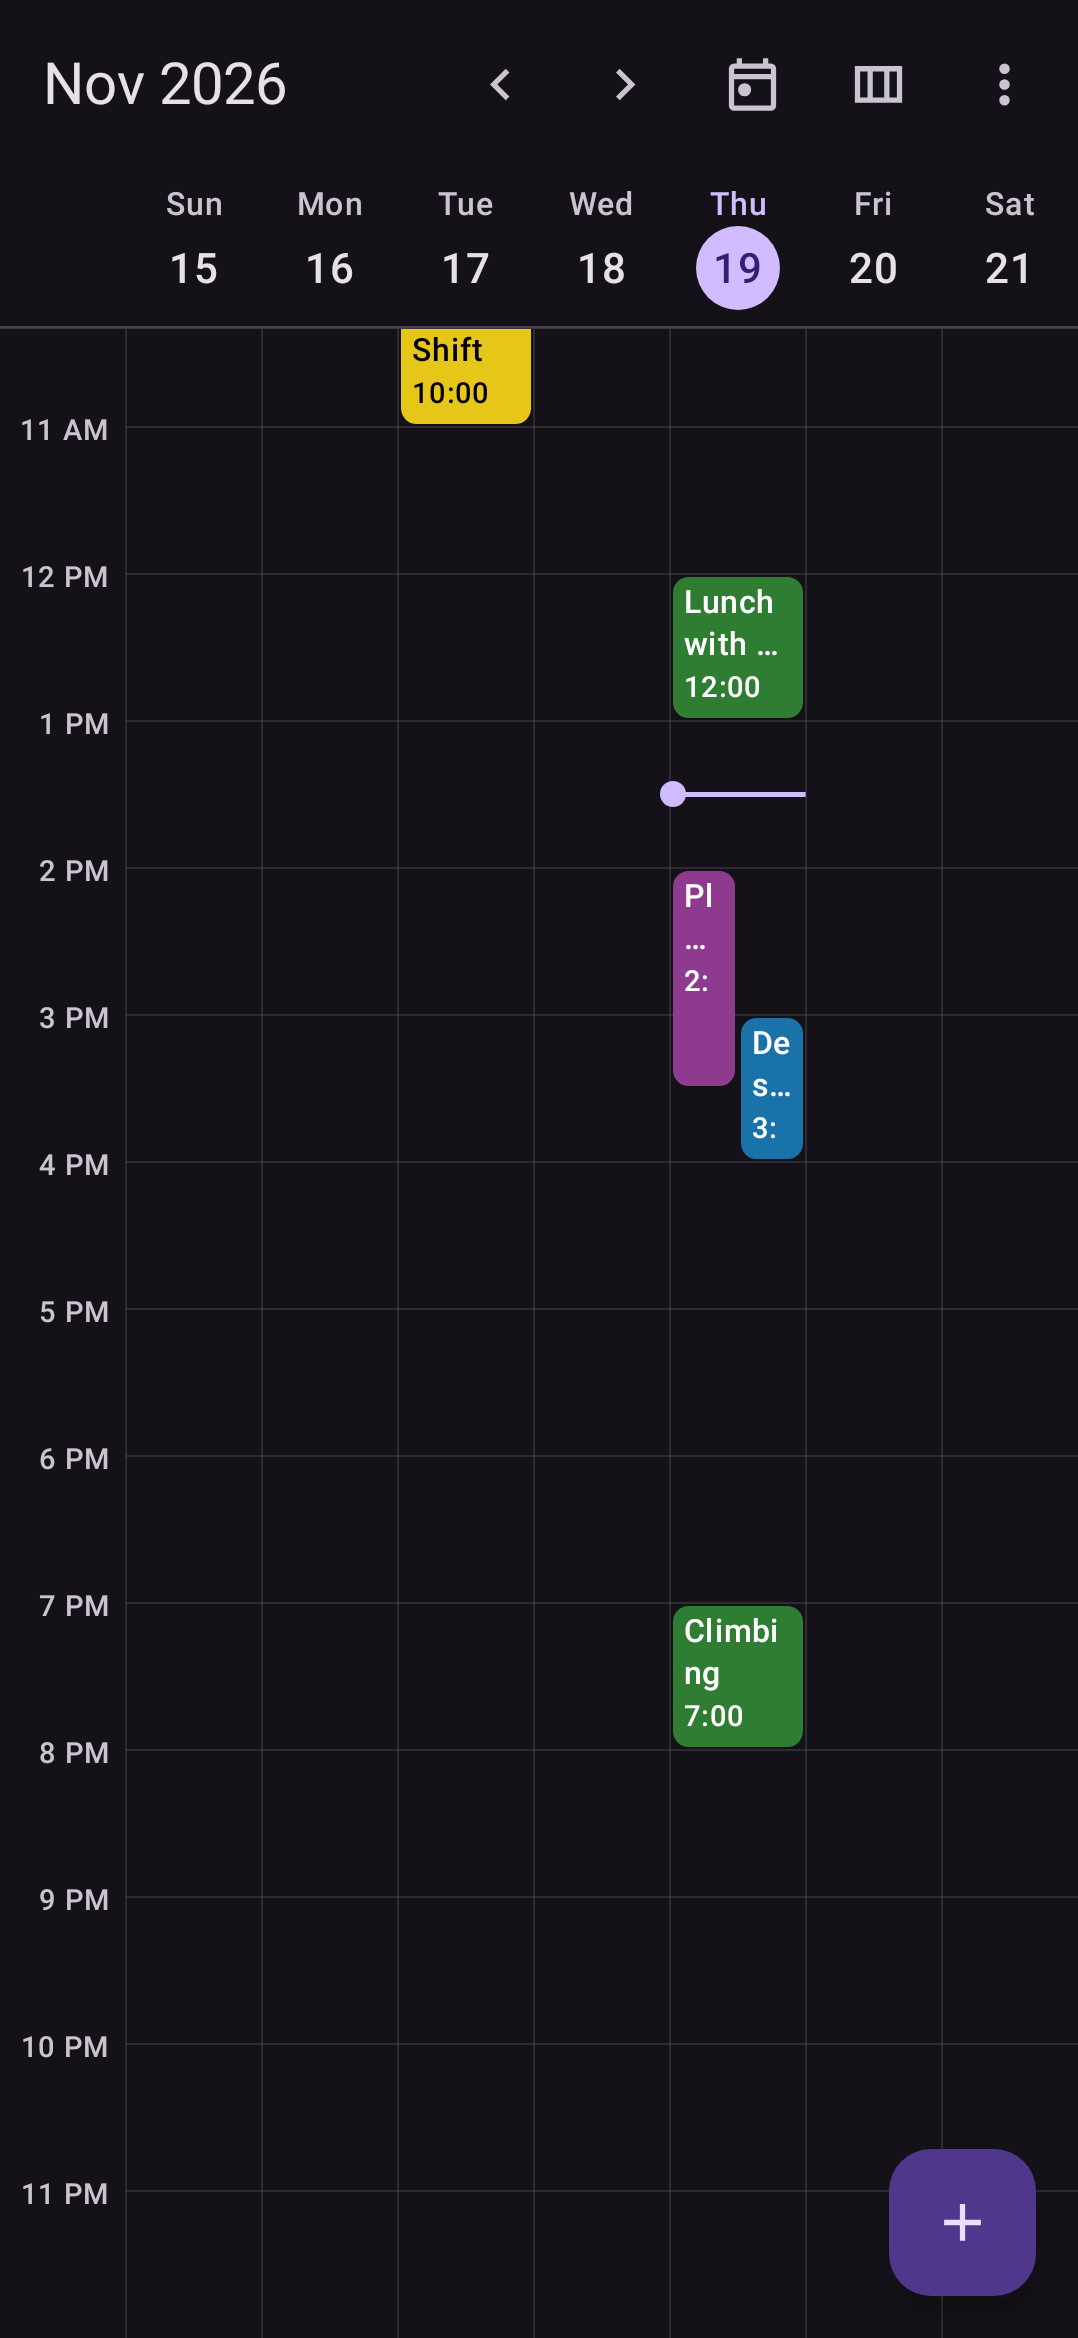 Nov 2026
Sun Mon Tue Wed Thu Fri Sat
15 16 17 18 19 20 21
Shift
10:00
11 AM
12 PM
Lunch
with …
12:00
1 PM
2 PM
Pl
…
2:
3 PM
De
s…
3:
4 PM
5 PM
6 PM
7 PM
Climbi
ng
7:00
8 PM
9 PM
10 PM
11 PM